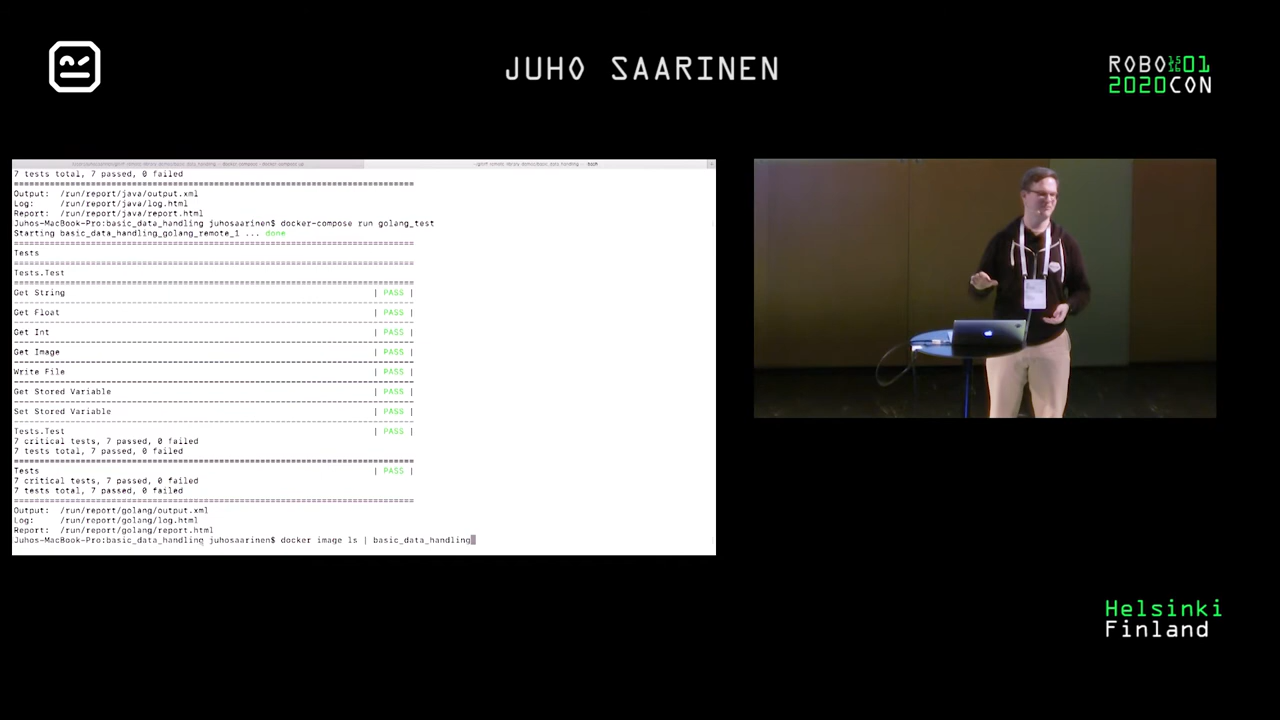 JUHO SAARINEN
ROBO 01
2020CON
7 tests total, 7 passed, 0 failed
Output: /run/report/java/output.xml
Log: /run/report/java/log.html
Report: /run/report/java/report.html
Juhos-MacBook-Pro:basic_data_handling juhosaarinen$ docker-compose run golang_test
Starting basic_data_handling_golang_remote_1 ... done
Tests
Tests.Test
Get String | PASS |
Get Float | PASS |
Get Int | PASS |
Get Image | PASS |
Write File | PASS |
Get Stored Variable | PASS |
Set Stored Variable | PASS |
Tests.Test | PASS |
7 critical tests, 7 passed, 0 failed
7 tests total, 7 passed, 0 failed
Tests | PASS |
7 critical tests, 7 passed, 0 failed
7 tests total, 7 passed, 0 failed
Output: /run/report/golang/output.xml
Log: /run/report/golang/log.html
Report: /run/report/golang/report.html
Juhos-MacBook-Pro:basic_data_handling juhosaarinen$ docker image ls | basic_data_handling
Helsinki
Finland